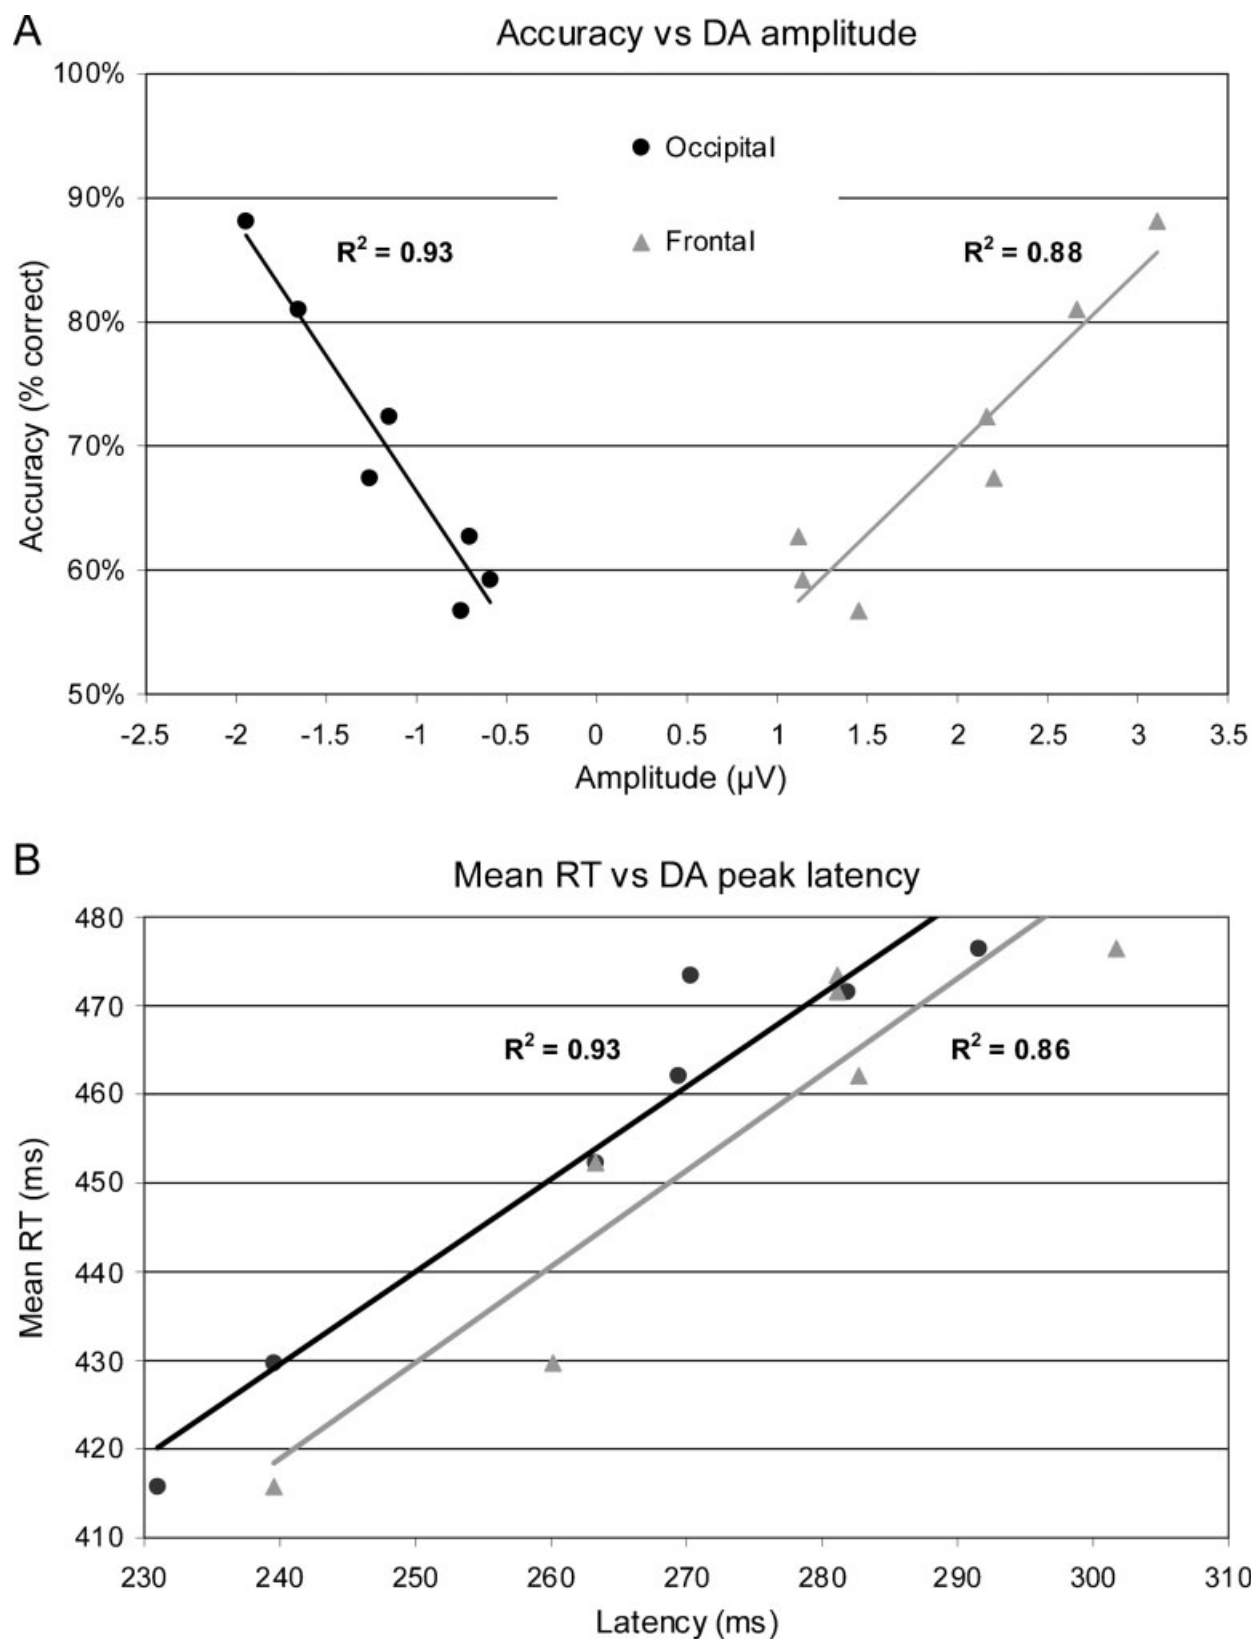 A
Accuracy vs DA amplitude
100%
90%
80%
70%
60%
50%
Accuracy (% correct)
Occipital
Frontal
R² = 0.93
R² = 0.88
-2.5 -2 -1.5 -1 -0.5 0 0.5 1 1.5 2 2.5 3 3.5
Amplitude (µV)
B
Mean RT vs DA peak latency
480
470
460
450
440
430
420
410
Mean RT (ms)
R² = 0.93
R² = 0.86
230 240 250 260 270 280 290 300 310
Latency (ms)